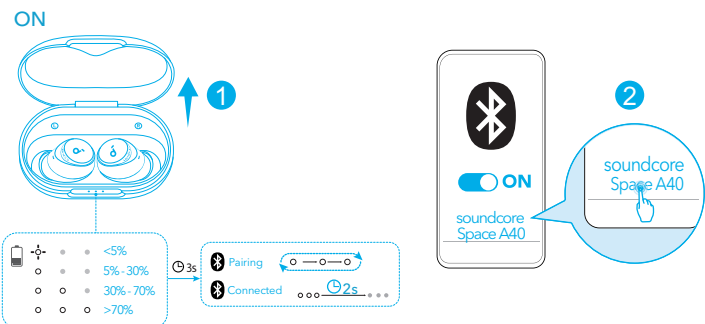 ON
1
L
R
<5%
5% - 30%
30% - 70%
>70%
3s
Pairing
Connected
2s
ON
soundcore
Space A40
2
soundcore
Space A40